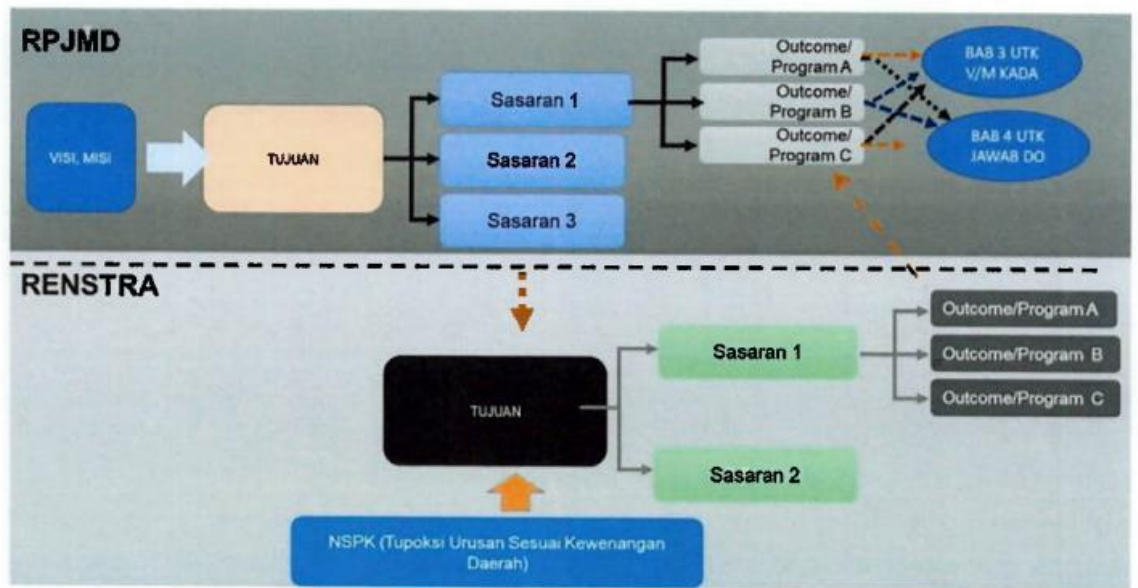 RPJMD
VISI, MISI
TUJUAN
Sasaran 1
Sasaran 2
Sasaran 3
Outcome/
Program A
Outcome/
Program B
Outcome/
Program C
BAB 3 UTK
V/M KADA
BAB 4 UTK
JAWAB DO
RENSTRA
TUJUAN
Sasaran 1
Sasaran 2
Outcome/Program A
Outcome/Program B
Outcome/Program C
NSPK (Tupoksi Urusan Sesuai Kewenangan
Daerah)